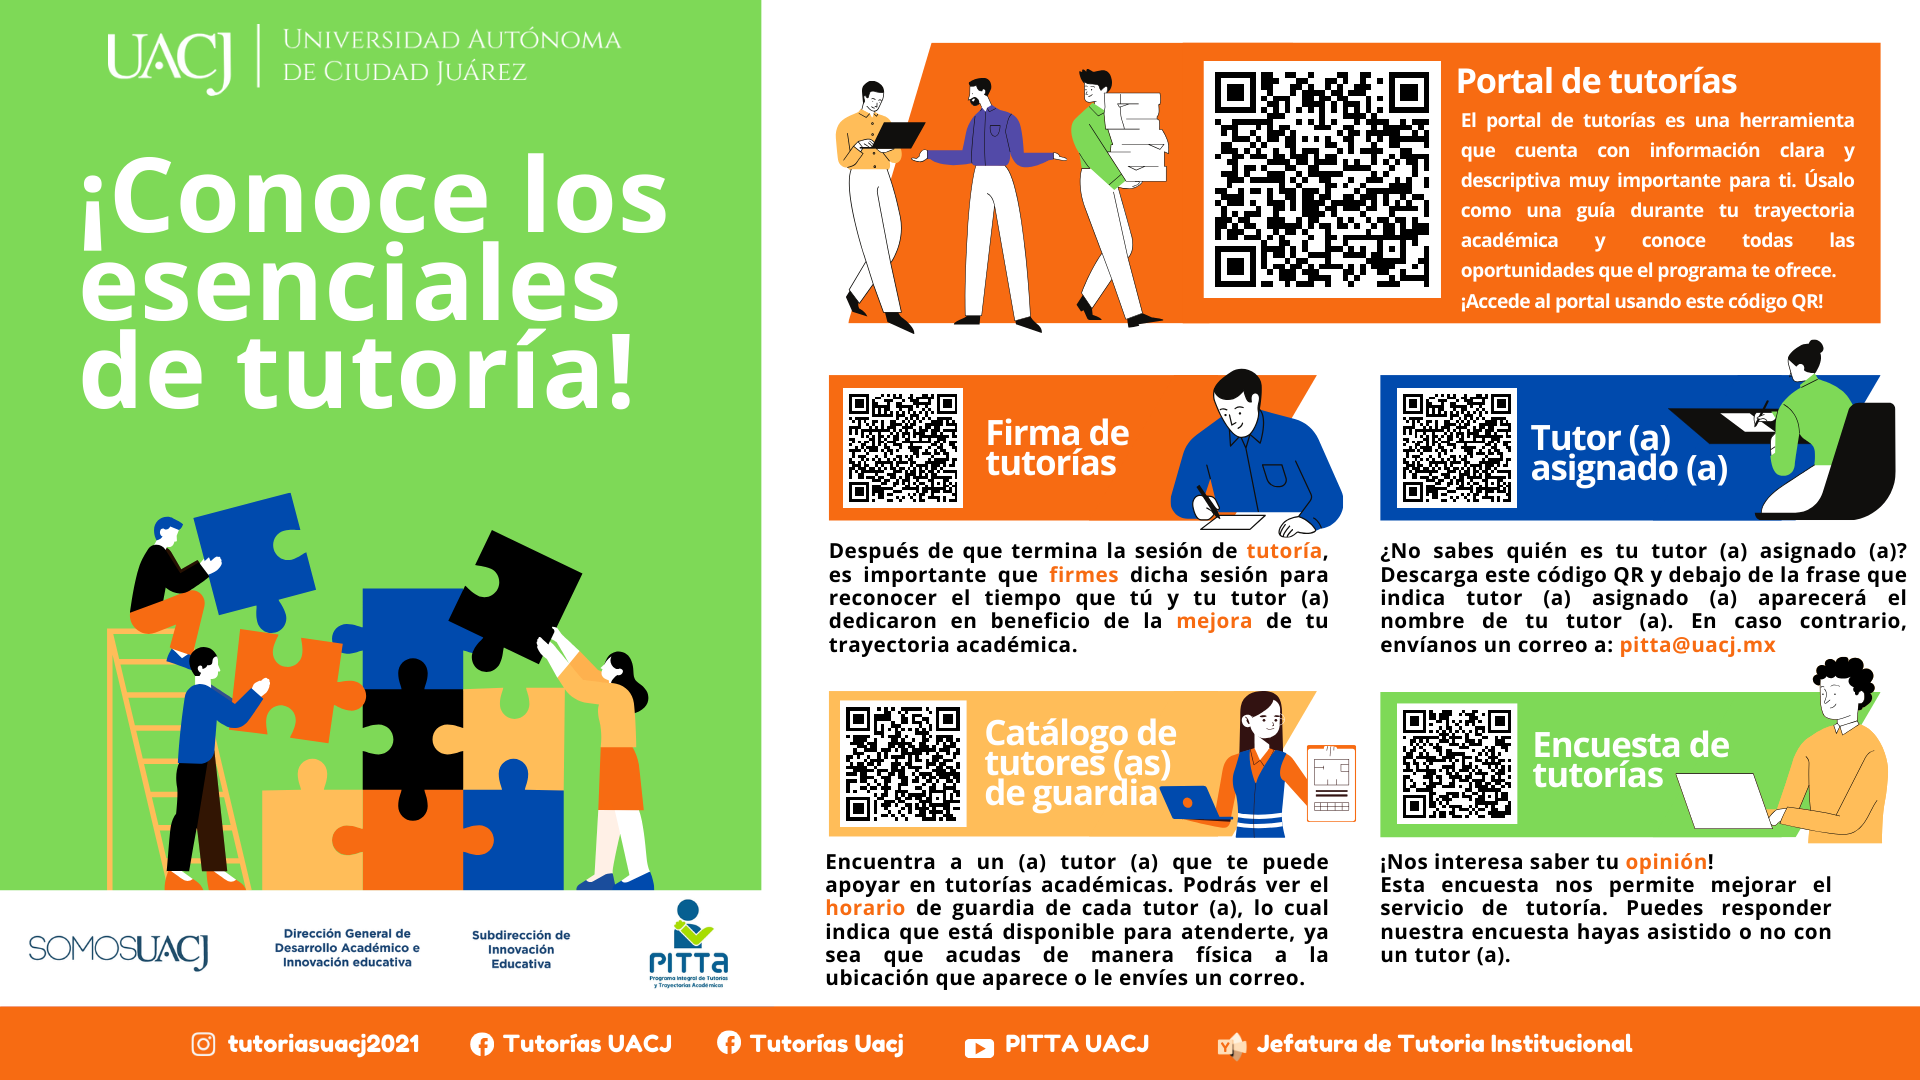 UACJ
UNIVERSIDAD AUTÓNOMA
DE CIUDAD JUÁREZ
¡Conoce los
esenciales
de tutoría!
SOMOSUACJ
Dirección General de
Desarrollo Académico e
Innovación educativa
Subdirección de
Innovación
Educativa
PITTA
Programa Integral de Tutorías
y Trayectorias Académicas
Portal de tutorías
El portal de tutorías es una herramienta
que cuenta con información clara y
descriptiva muy importante para ti. Úsalo
como una guía durante tu trayectoria
académica y conoce todas las
oportunidades que el programa te ofrece.
¡Accede al portal usando este código QR!
Firma de
tutorías
Después de que termina la sesión de tutoría,
es importante que firmes dicha sesión para
reconocer el tiempo que tú y tu tutor (a)
dedicaron en beneficio de la mejora de tu
trayectoria académica.
Tutor (a)
asignado (a)
¿No sabes quién es tu tutor (a) asignado (a)?
Descarga este código QR y debajo de la frase que
indica tutor (a) asignado (a) aparecerá el
nombre de tu tutor (a). En caso contrario,
envíanos un correo a: pitta@uacj.mx
Catálogo de
tutores (as)
de guardia
Encuentra a un (a) tutor (a) que te puede
apoyar en tutorías académicas. Podrás ver el
horario de guardia de cada tutor (a), lo cual
indica que está disponible para atenderte, ya
sea que acudas de manera física a la
ubicación que aparece o le envíes un correo.
Encuesta de
tutorías
¡Nos interesa saber tu opinión!
Esta encuesta nos permite mejorar el
servicio de tutoría. Puedes responder
nuestra encuesta hayas asistido o no con
un tutor (a).
tutoriasuacj2021
Tutorías UACJ
Tutorías Uacj
PITTA UACJ
Jefatura de Tutoria Institucional